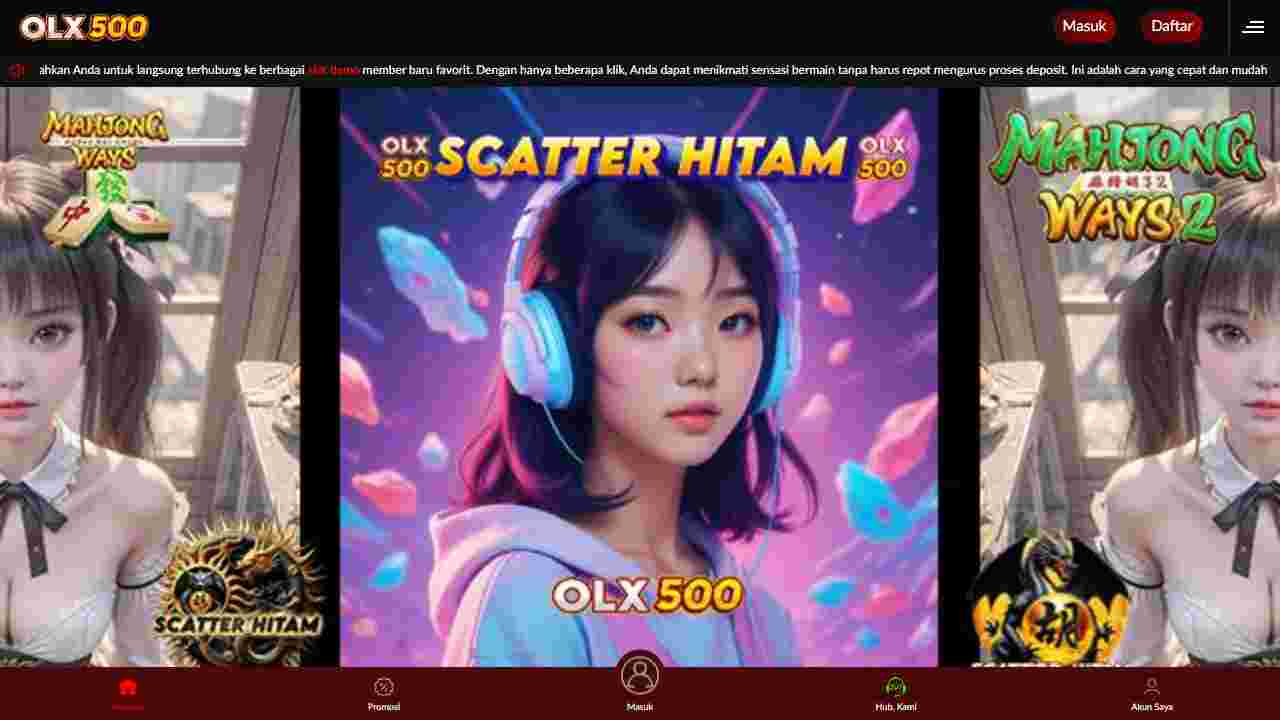 OLX500
Masuk
Daftar
ahkan Anda untuk langsung terhubung ke berbagai slot demo member baru favorit. Dengan hanya beberapa klik, Anda dapat menikmati sensasi bermain tanpa harus repot mengurus proses deposit. Ini adalah cara yang cepat dan mudah
MAHJONG
WAYS
發
中
SCATTER HITAM
OLX
500
SCATTER HITAM
OLX
500
OLX500
MAHJONG
WAYS 2
胡
Promosi
Masuk
Hub. Kami
Akun Saya